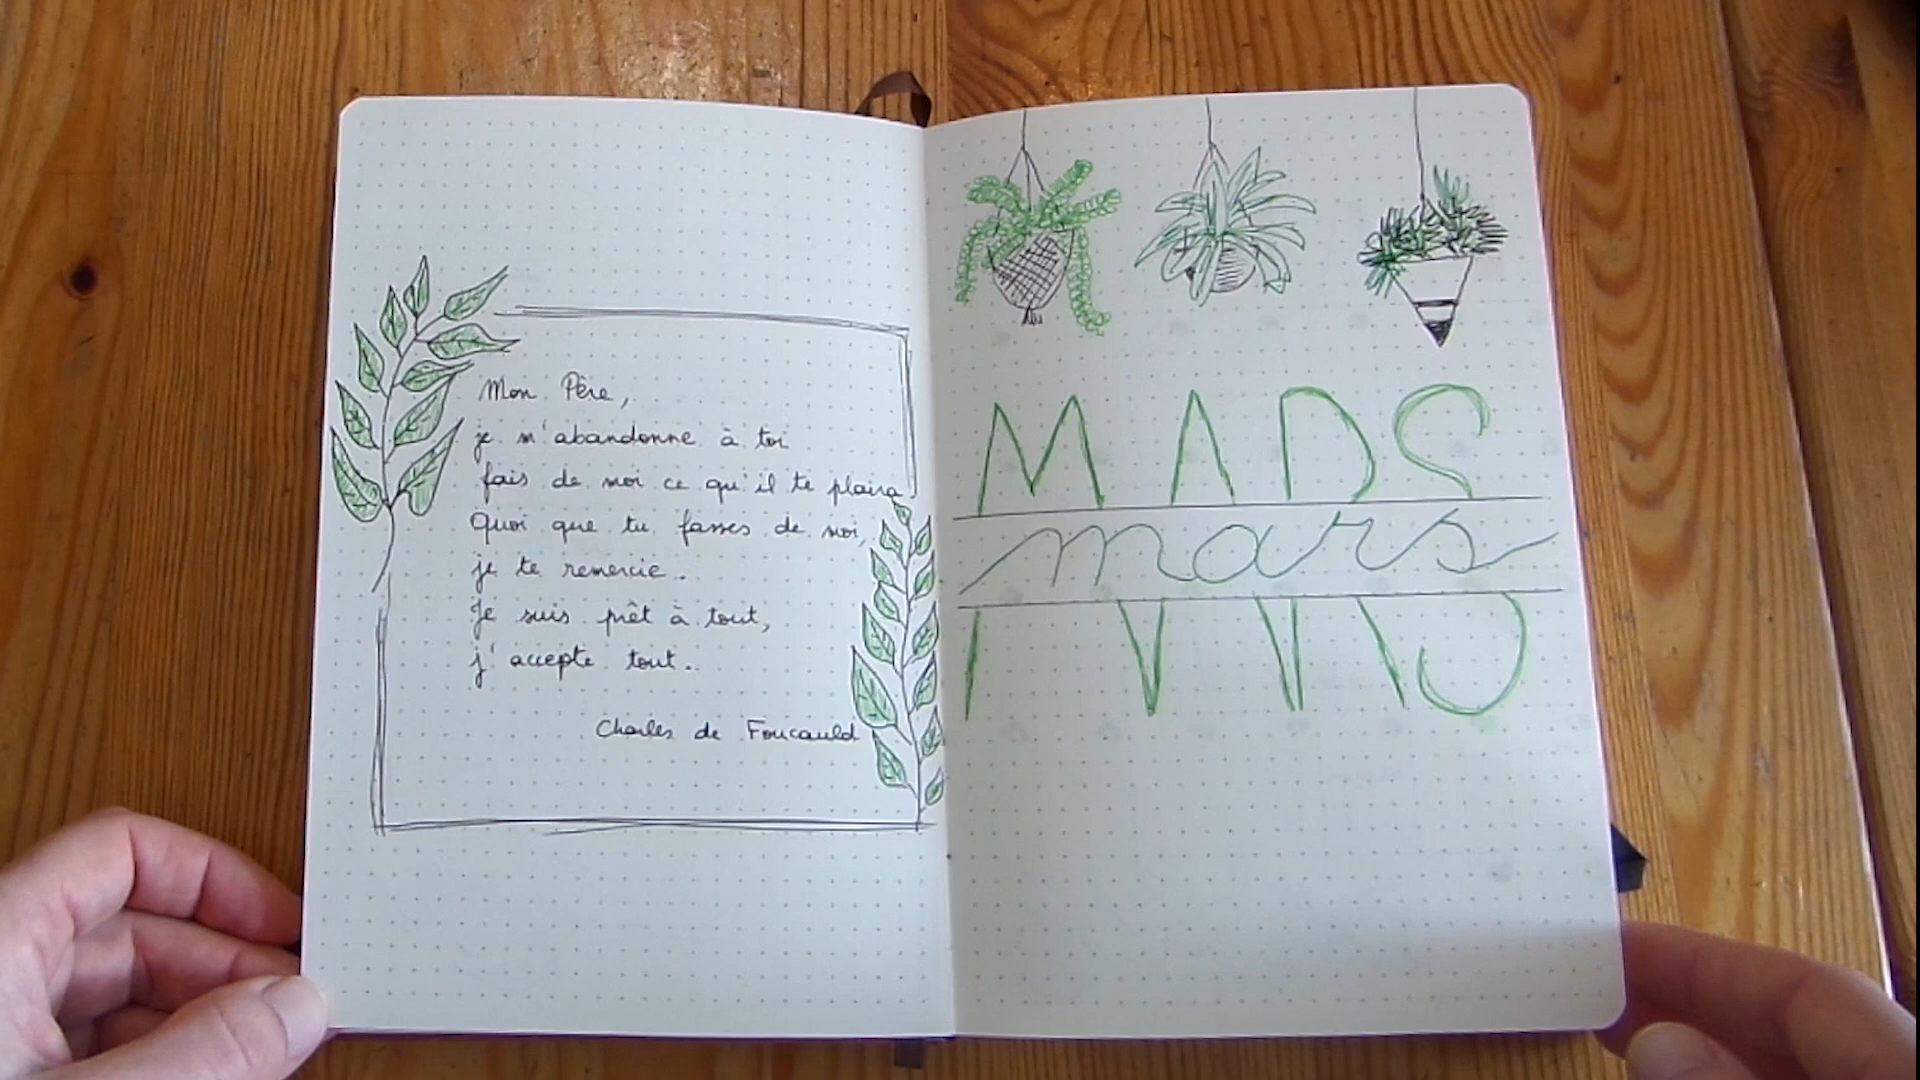 Mon Père,
je m'abandonne à toi
fais de moi ce qu'il te plaira
Quoi que tu fasses de moi,
je te remercie.
Je suis prêt à tout,
j'accepte tout.
Charles de Foucauld
MARS
mars